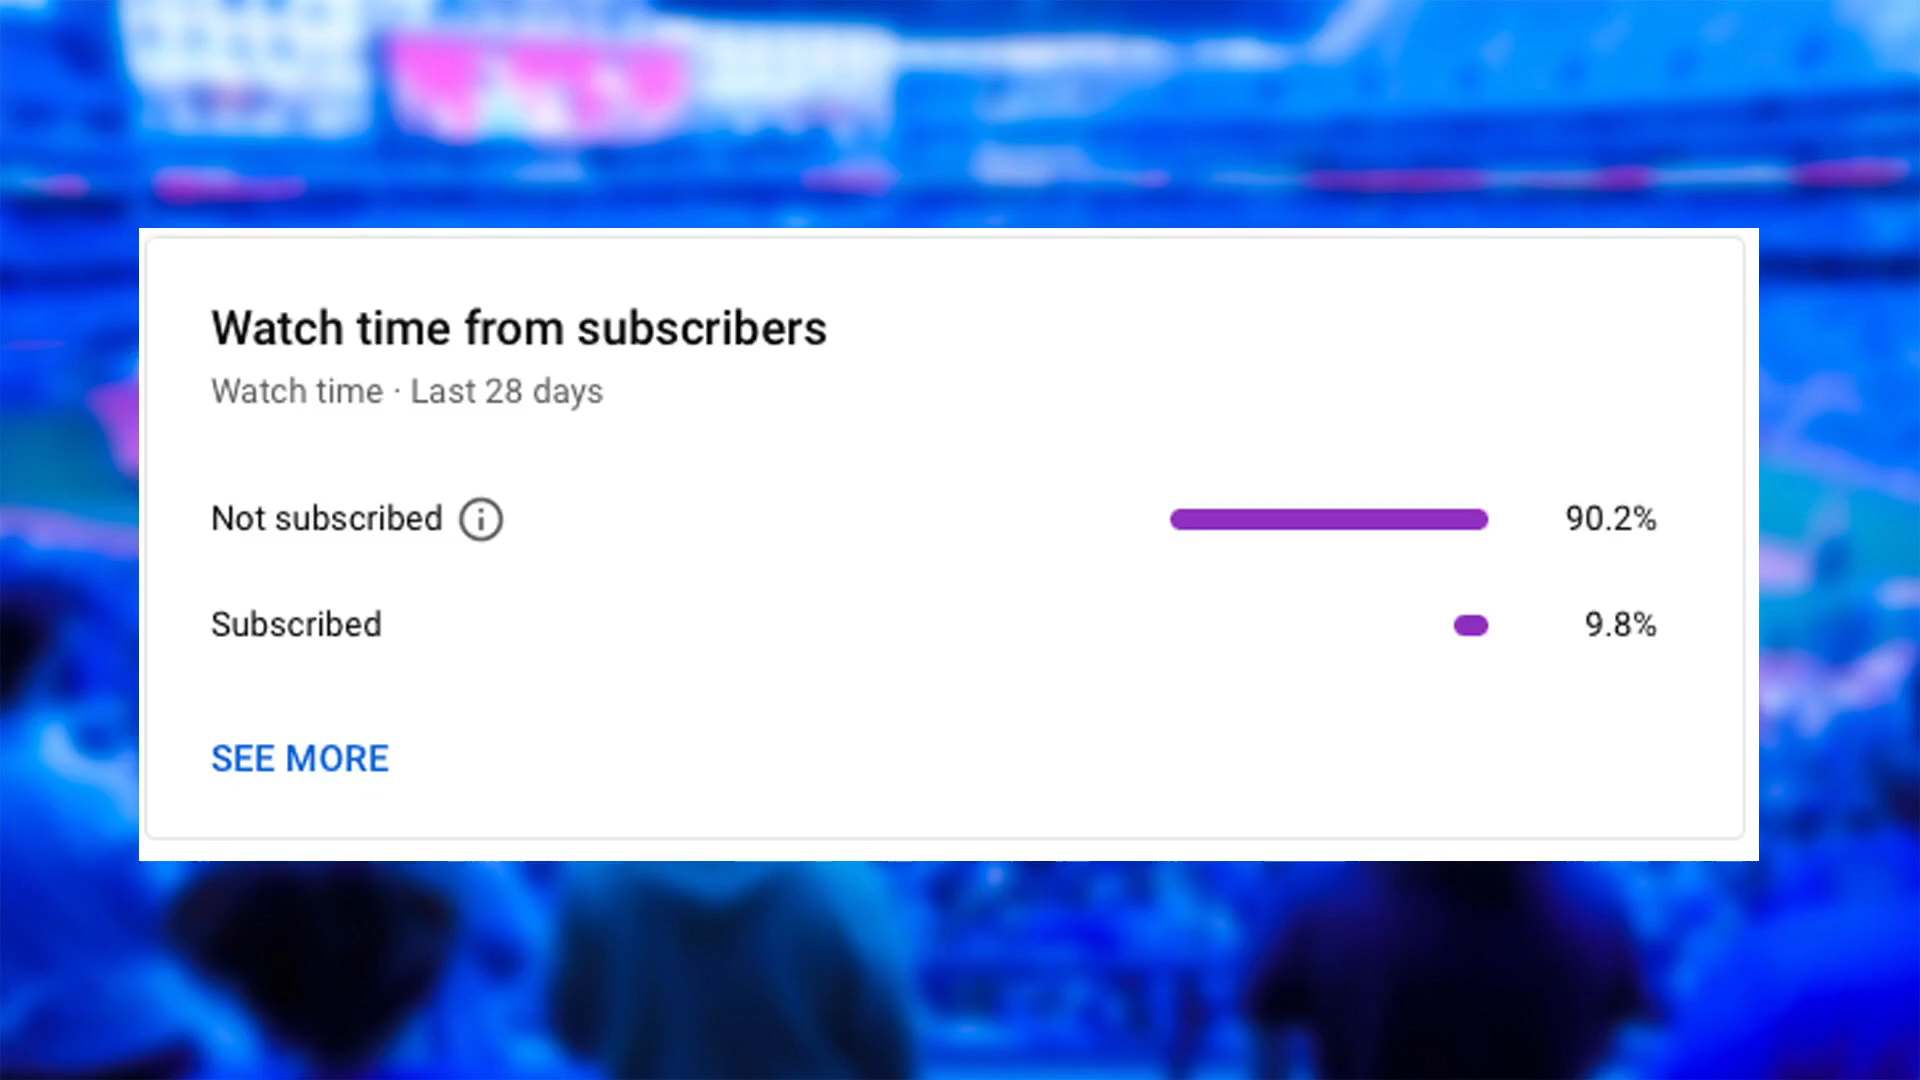 Watch time from subscribers
Watch time · Last 28 days
Not subscribed 90.2%
Subscribed 9.8%
SEE MORE